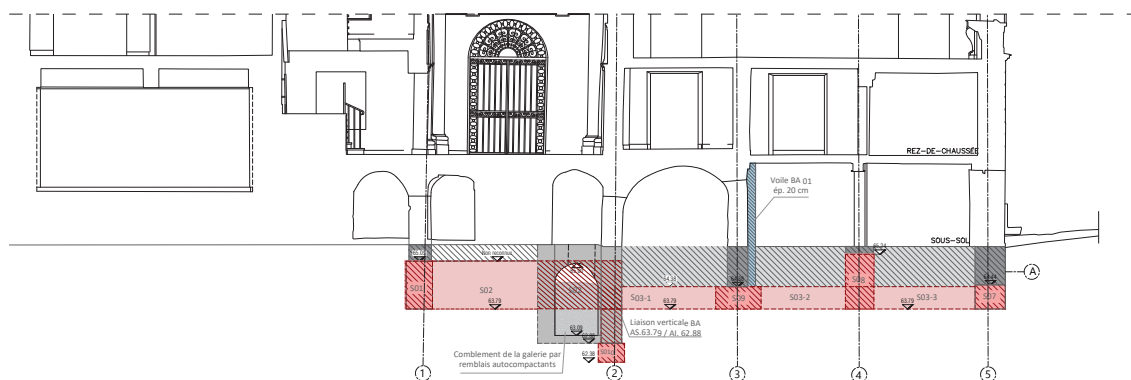 REZ-DE-CHAUSSÉE
Voile BA 01
ép. 20 cm
SOUS-SOL
A
S01
S02
S03-1
S09
S03-2
S08
S03-3
S07
63.79
63.79
63.79
63.09
62.38
Liaison verticale BA
AS.63.79 / AI. 62.88
Comblement de la galerie par
remblais autocompactants
1
2
3
4
5